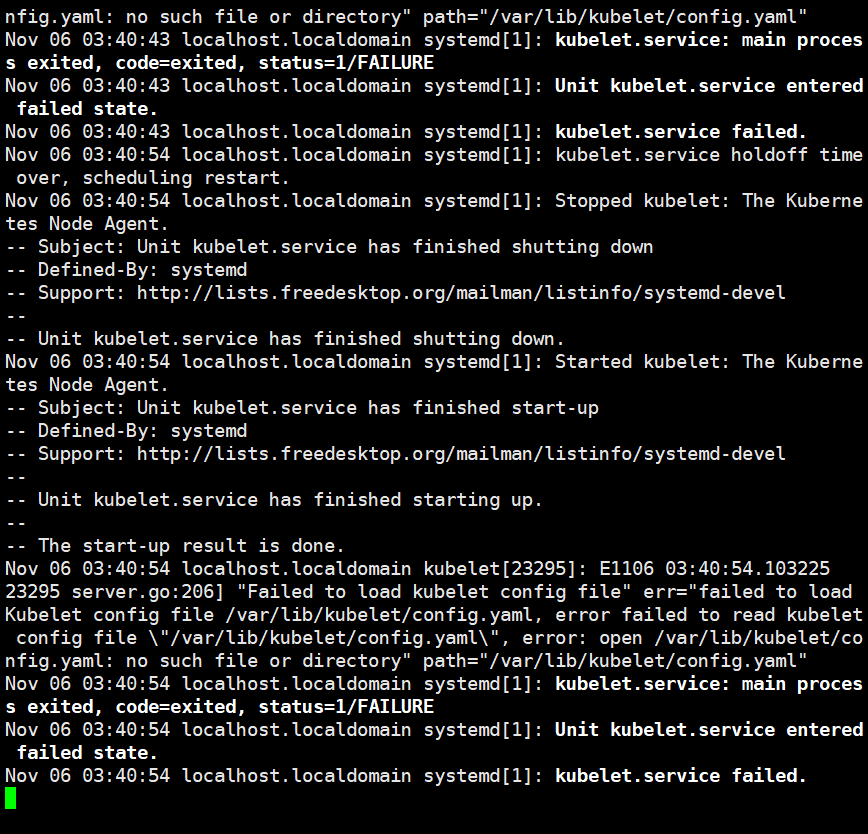 nfig.yaml: no such file or directory" path="/var/lib/kubelet/config.yaml"
Nov 06 03:40:43 localhost.localdomain systemd[1]: kubelet.service: main proces
s exited, code=exited, status=1/FAILURE
Nov 06 03:40:43 localhost.localdomain systemd[1]: Unit kubelet.service entered
 failed state.
Nov 06 03:40:43 localhost.localdomain systemd[1]: kubelet.service failed.
Nov 06 03:40:54 localhost.localdomain systemd[1]: kubelet.service holdoff time
 over, scheduling restart.
Nov 06 03:40:54 localhost.localdomain systemd[1]: Stopped kubelet: The Kuberne
tes Node Agent.
-- Subject: Unit kubelet.service has finished shutting down
-- Defined-By: systemd
-- Support: http://lists.freedesktop.org/mailman/listinfo/systemd-devel
--
-- Unit kubelet.service has finished shutting down.
Nov 06 03:40:54 localhost.localdomain systemd[1]: Started kubelet: The Kuberne
tes Node Agent.
-- Subject: Unit kubelet.service has finished start-up
-- Defined-By: systemd
-- Support: http://lists.freedesktop.org/mailman/listinfo/systemd-devel
--
-- Unit kubelet.service has finished starting up.
--
-- The start-up result is done.
Nov 06 03:40:54 localhost.localdomain kubelet[23295]: E1106 03:40:54.103225
23295 server.go:206] "Failed to load kubelet config file" err="failed to load
Kubelet config file /var/lib/kubelet/config.yaml, error failed to read kubelet
 config file \"/var/lib/kubelet/config.yaml\", error: open /var/lib/kubelet/co
nfig.yaml: no such file or directory" path="/var/lib/kubelet/config.yaml"
Nov 06 03:40:54 localhost.localdomain systemd[1]: kubelet.service: main proces
s exited, code=exited, status=1/FAILURE
Nov 06 03:40:54 localhost.localdomain systemd[1]: Unit kubelet.service entered
 failed state.
Nov 06 03:40:54 localhost.localdomain systemd[1]: kubelet.service failed.